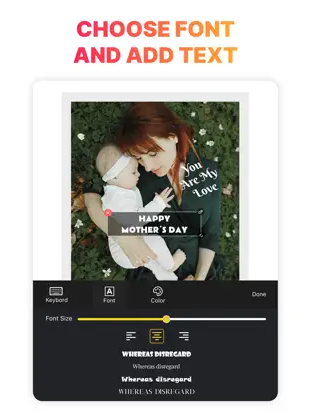 CHOOSE FONT
AND ADD TEXT
You
Are My
Love
HAPPY
MOTHER'S DAY
Keybord
Font
Color
Done
Font Size
WHEREAS DISREGARD
Whereas disregard
Whereas disregard
WHEREAS DISREGARD